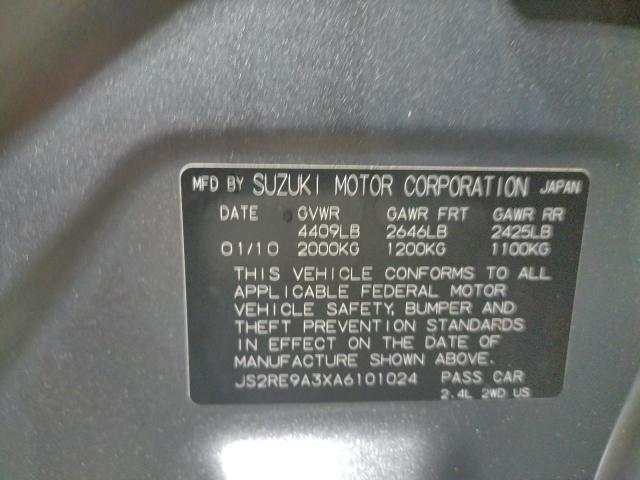 MFD BY SUZUKI MOTOR CORPORATION JAPAN
DATE GVWR GAWR FRT GAWR RR
4409LB 2646LB 2425LB
01/10 2000KG 1200KG 1100KG
THIS VEHICLE CONFORMS TO ALL
APPLICABLE FEDERAL MOTOR
VEHICLE SAFETY, BUMPER AND
THEFT PREVENTION STANDARDS
IN EFFECT ON THE DATE OF
MANUFACTURE SHOWN ABOVE.
JS2RE9A3XA6101024 PASS CAR
2.4L 2WD US